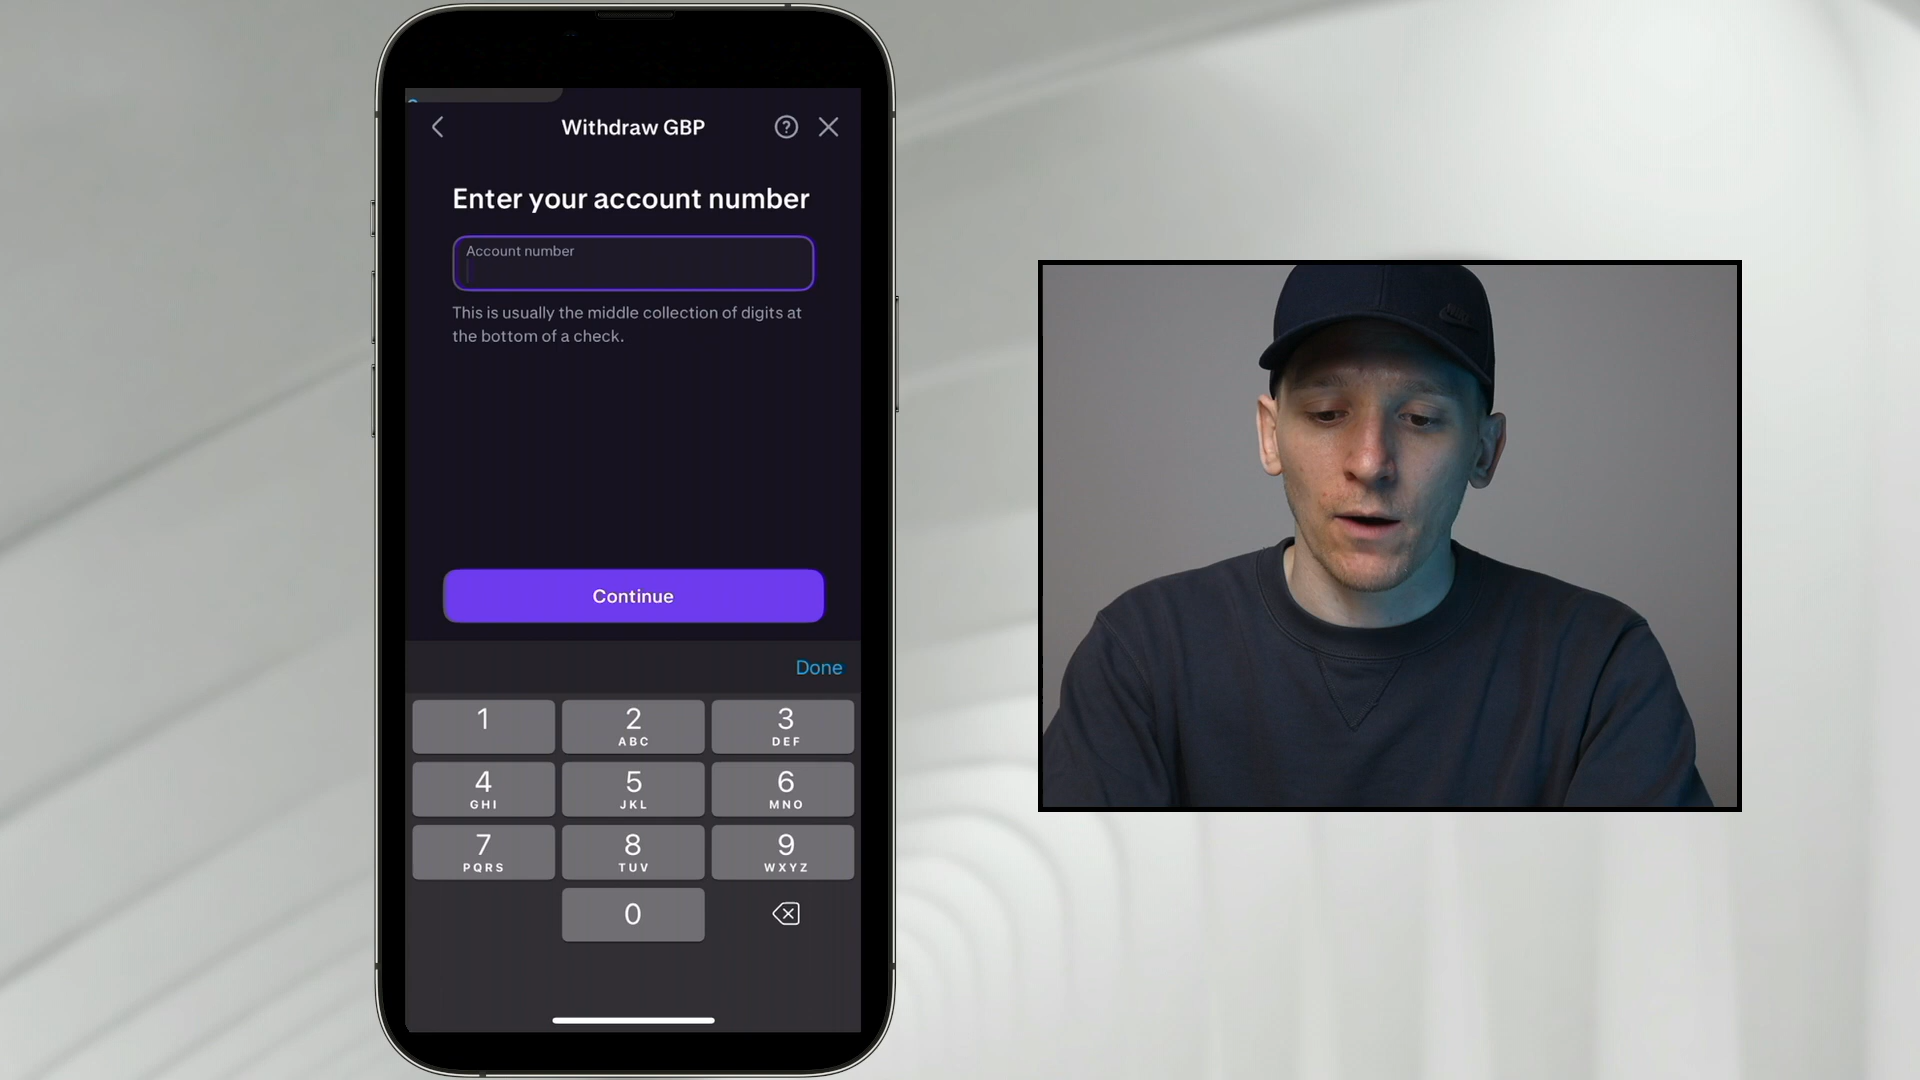 Withdraw GBP
Enter your account number
Account number
This is usually the middle collection of digits at
the bottom of a check.
Continue
Done
1
2
ABC
3
DEF
4
GHI
5
JKL
6
MNO
7
PQRS
8
TUV
9
WXYZ
0